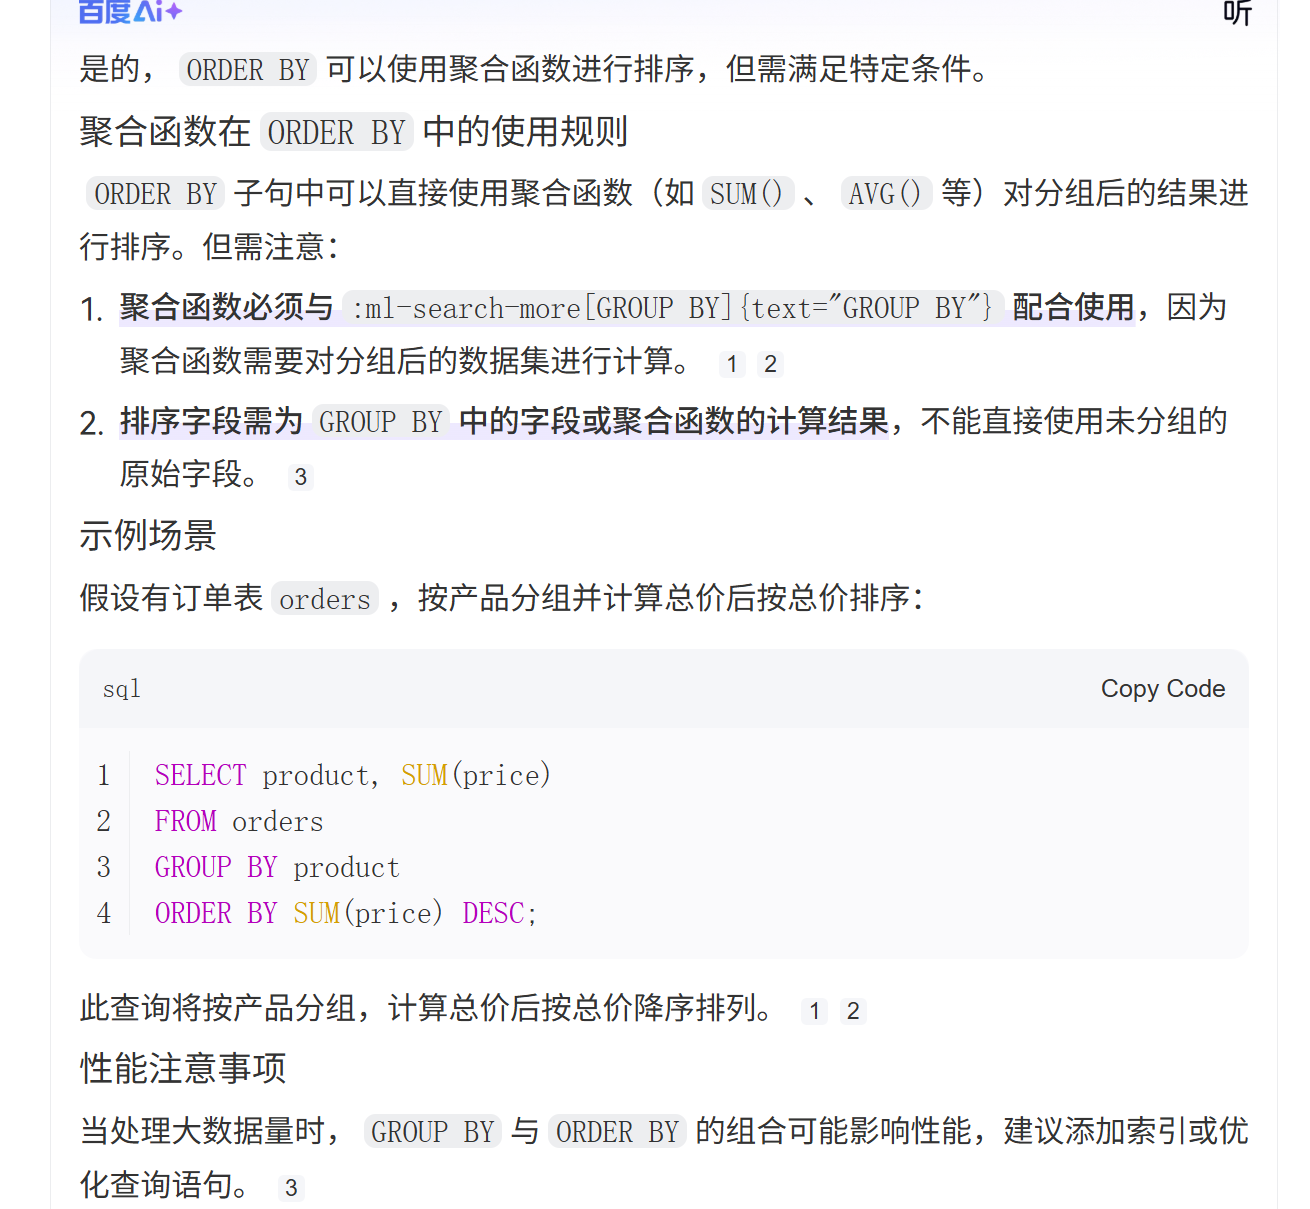 百度Ai
听
是的， ORDER BY 可以使用聚合函数进行排序，但需满足特定条件。
聚合函数在 ORDER BY 中的使用规则
ORDER BY 子句中可以直接使用聚合函数（如 SUM() 、 AVG() 等）对分组后的结果进
行排序。但需注意：
1. 聚合函数必须与 :ml-search-more[GROUP BY]{text="GROUP BY"} 配合使用，因为
聚合函数需要对分组后的数据集进行计算。 1 2
2. 排序字段需为 GROUP BY 中的字段或聚合函数的计算结果，不能直接使用未分组的
原始字段。 3
示例场景
假设有订单表 orders ，按产品分组并计算总价后按总价排序：
sql
Copy Code
1 SELECT product, SUM(price)
2 FROM orders
3 GROUP BY product
4 ORDER BY SUM(price) DESC;
此查询将按产品分组，计算总价后按总价降序排列。 1 2
性能注意事项
当处理大数据量时， GROUP BY 与 ORDER BY 的组合可能影响性能，建议添加索引或优
化查询语句。 3